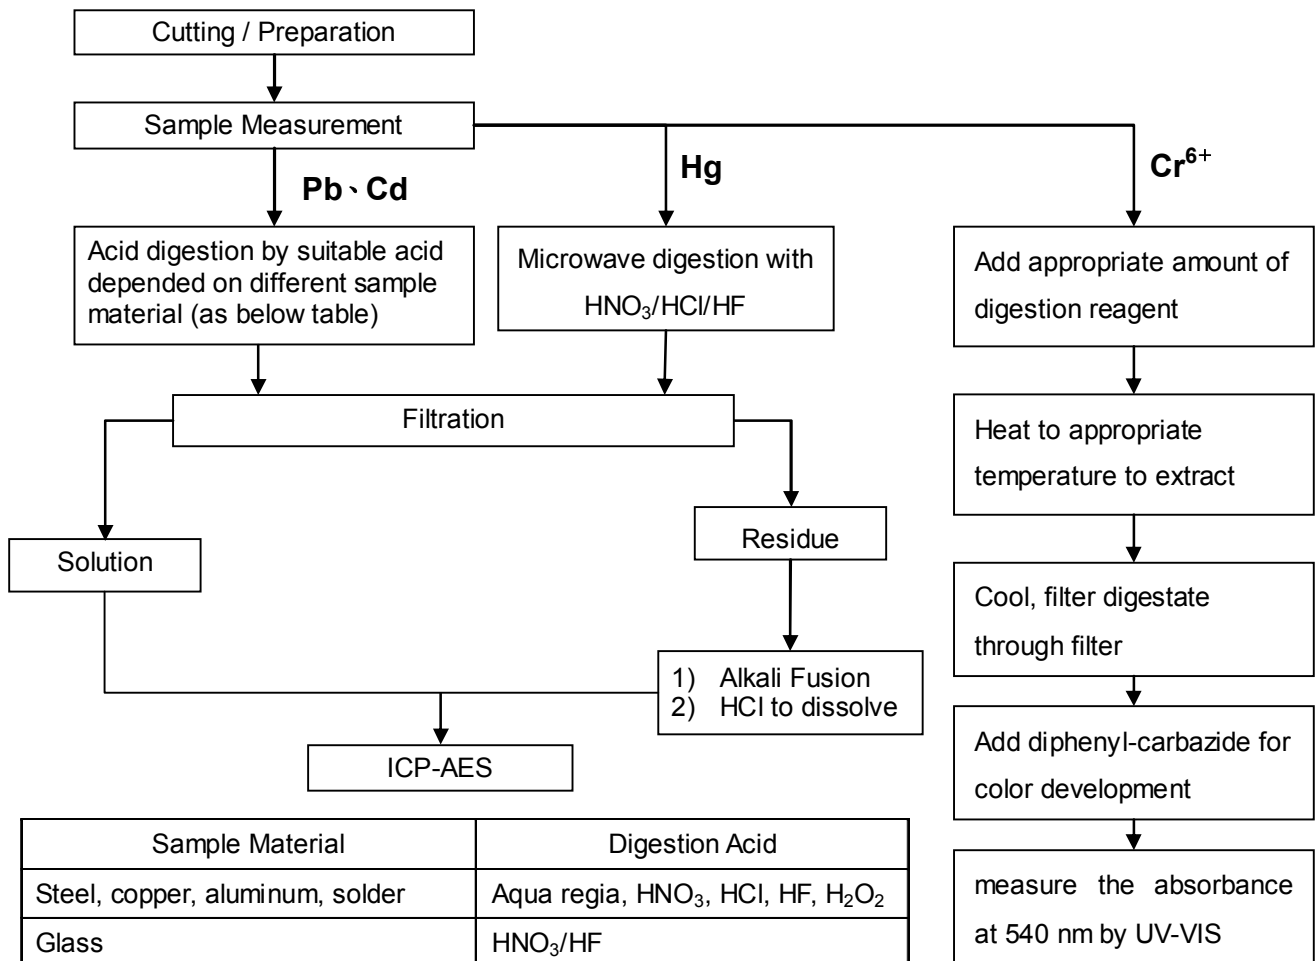 Cutting / Preparation
Sample Measurement
Pb、Cd
Hg
Cr⁶⁺
Acid digestion by suitable acid
depended on different sample
material (as below table)
Microwave digestion with
HNO₃/HCl/HF
Add appropriate amount of
digestion reagent
Filtration
Heat to appropriate
temperature to extract
Solution
Residue
Cool, filter digestate
through filter
1) Alkali Fusion
2) HCl to dissolve
ICP-AES
Add diphenyl-carbazide for
color development
measure the absorbance
at 540 nm by UV-VIS
Sample Material Digestion Acid
Steel, copper, aluminum, solder Aqua regia, HNO₃, HCl, HF, H₂O₂
Glass HNO₃/HF